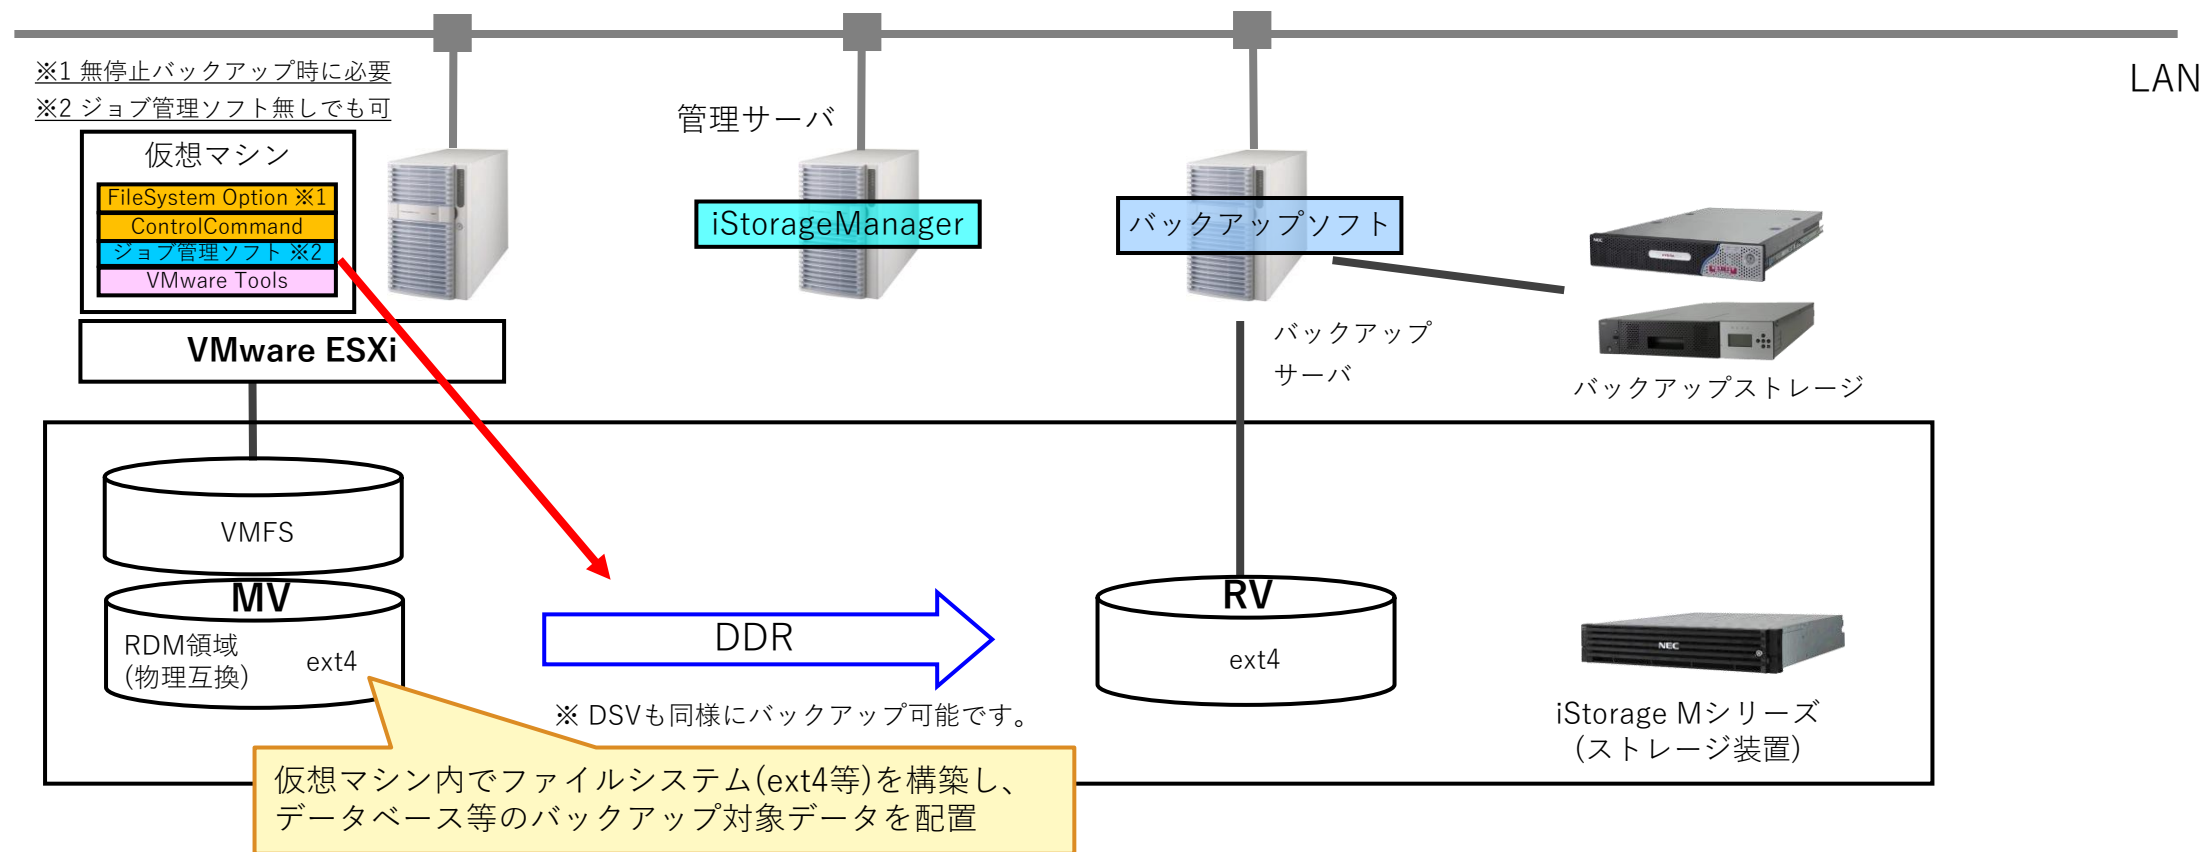 LAN
※1 無停止バックアップ時に必要
※2 ジョブ管理ソフト無しでも可
仮想マシン
FileSystem Option ※1
ControlCommand
ジョブ管理ソフト ※2
VMware Tools
VMware ESXi
管理サーバ
iStorageManager
バックアップソフト
バックアップ
サーバ
NEC
バックアップストレージ
VMFS
MV
RDM領域
(物理互換)
ext4
DDR
※ DSVも同様にバックアップ可能です。
RV
ext4
NEC
iStorage Mシリーズ
(ストレージ装置)
仮想マシン内でファイルシステム(ext4等)を構築し、
データベース等のバックアップ対象データを配置